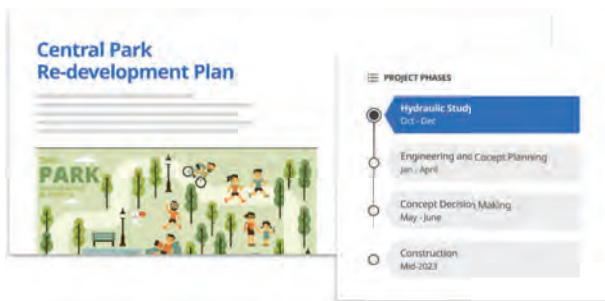 Central Park
Re-development Plan
PARK
PROJECT PHASES
Hydraulic Study
Oct - Dec
Engineering and Cocept Planning
Jan - April
Concept Decision Making
May - June
Construction
Mid-2023